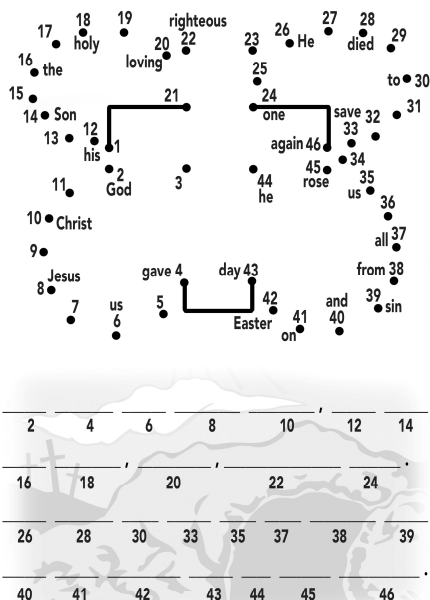 18 19 righteous 27 28
17 holy 20 22 23 26 He died 29
16 the loving 25 to 30
15 21 24 save 31
14 Son one 32
13 12 again 46 33
his 1 45 34
2 3 44 rose 35
11 God he us 36
10 Christ all 37
9 Jesus gave 4 day 43 from 38
8 us 5 42 and 39 sin
7 6 Easter 41 40
on
, 
2 4 6 8 10 12 14
, , .
16 18 20 22 24
26 28 30 33 35 37 38 39
.
40 41 42 43 44 45 46